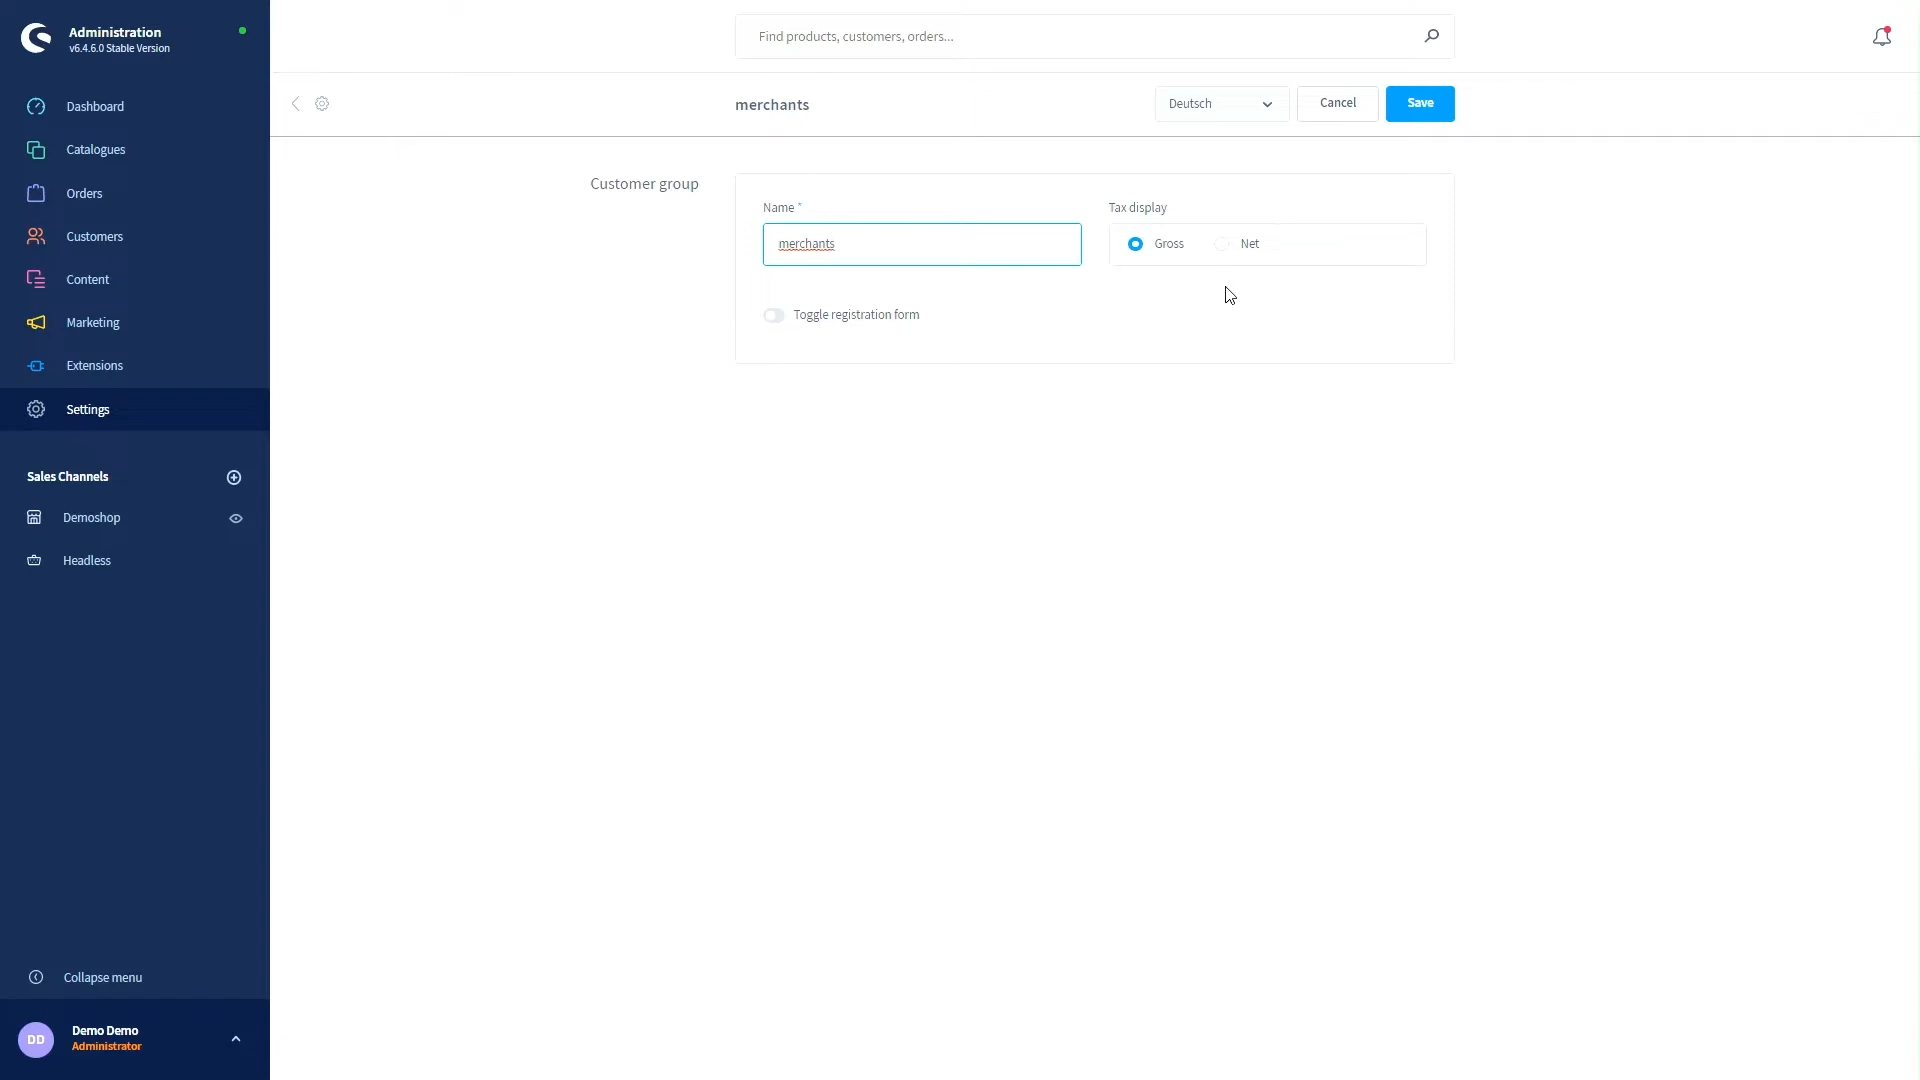 Administration
v6.4.6.0 Stable Version
Find products, customers, orders...
Dashboard
Catalogues
Orders
Customers
Content
Marketing
Extensions
Settings
Sales Channels
Demoshop
Headless
Collapse menu
DD
Demo Demo
Administrator
merchants
Deutsch
Cancel
Save
Customer group
Name *
Tax display
merchants
Gross
Net
Toggle registration form